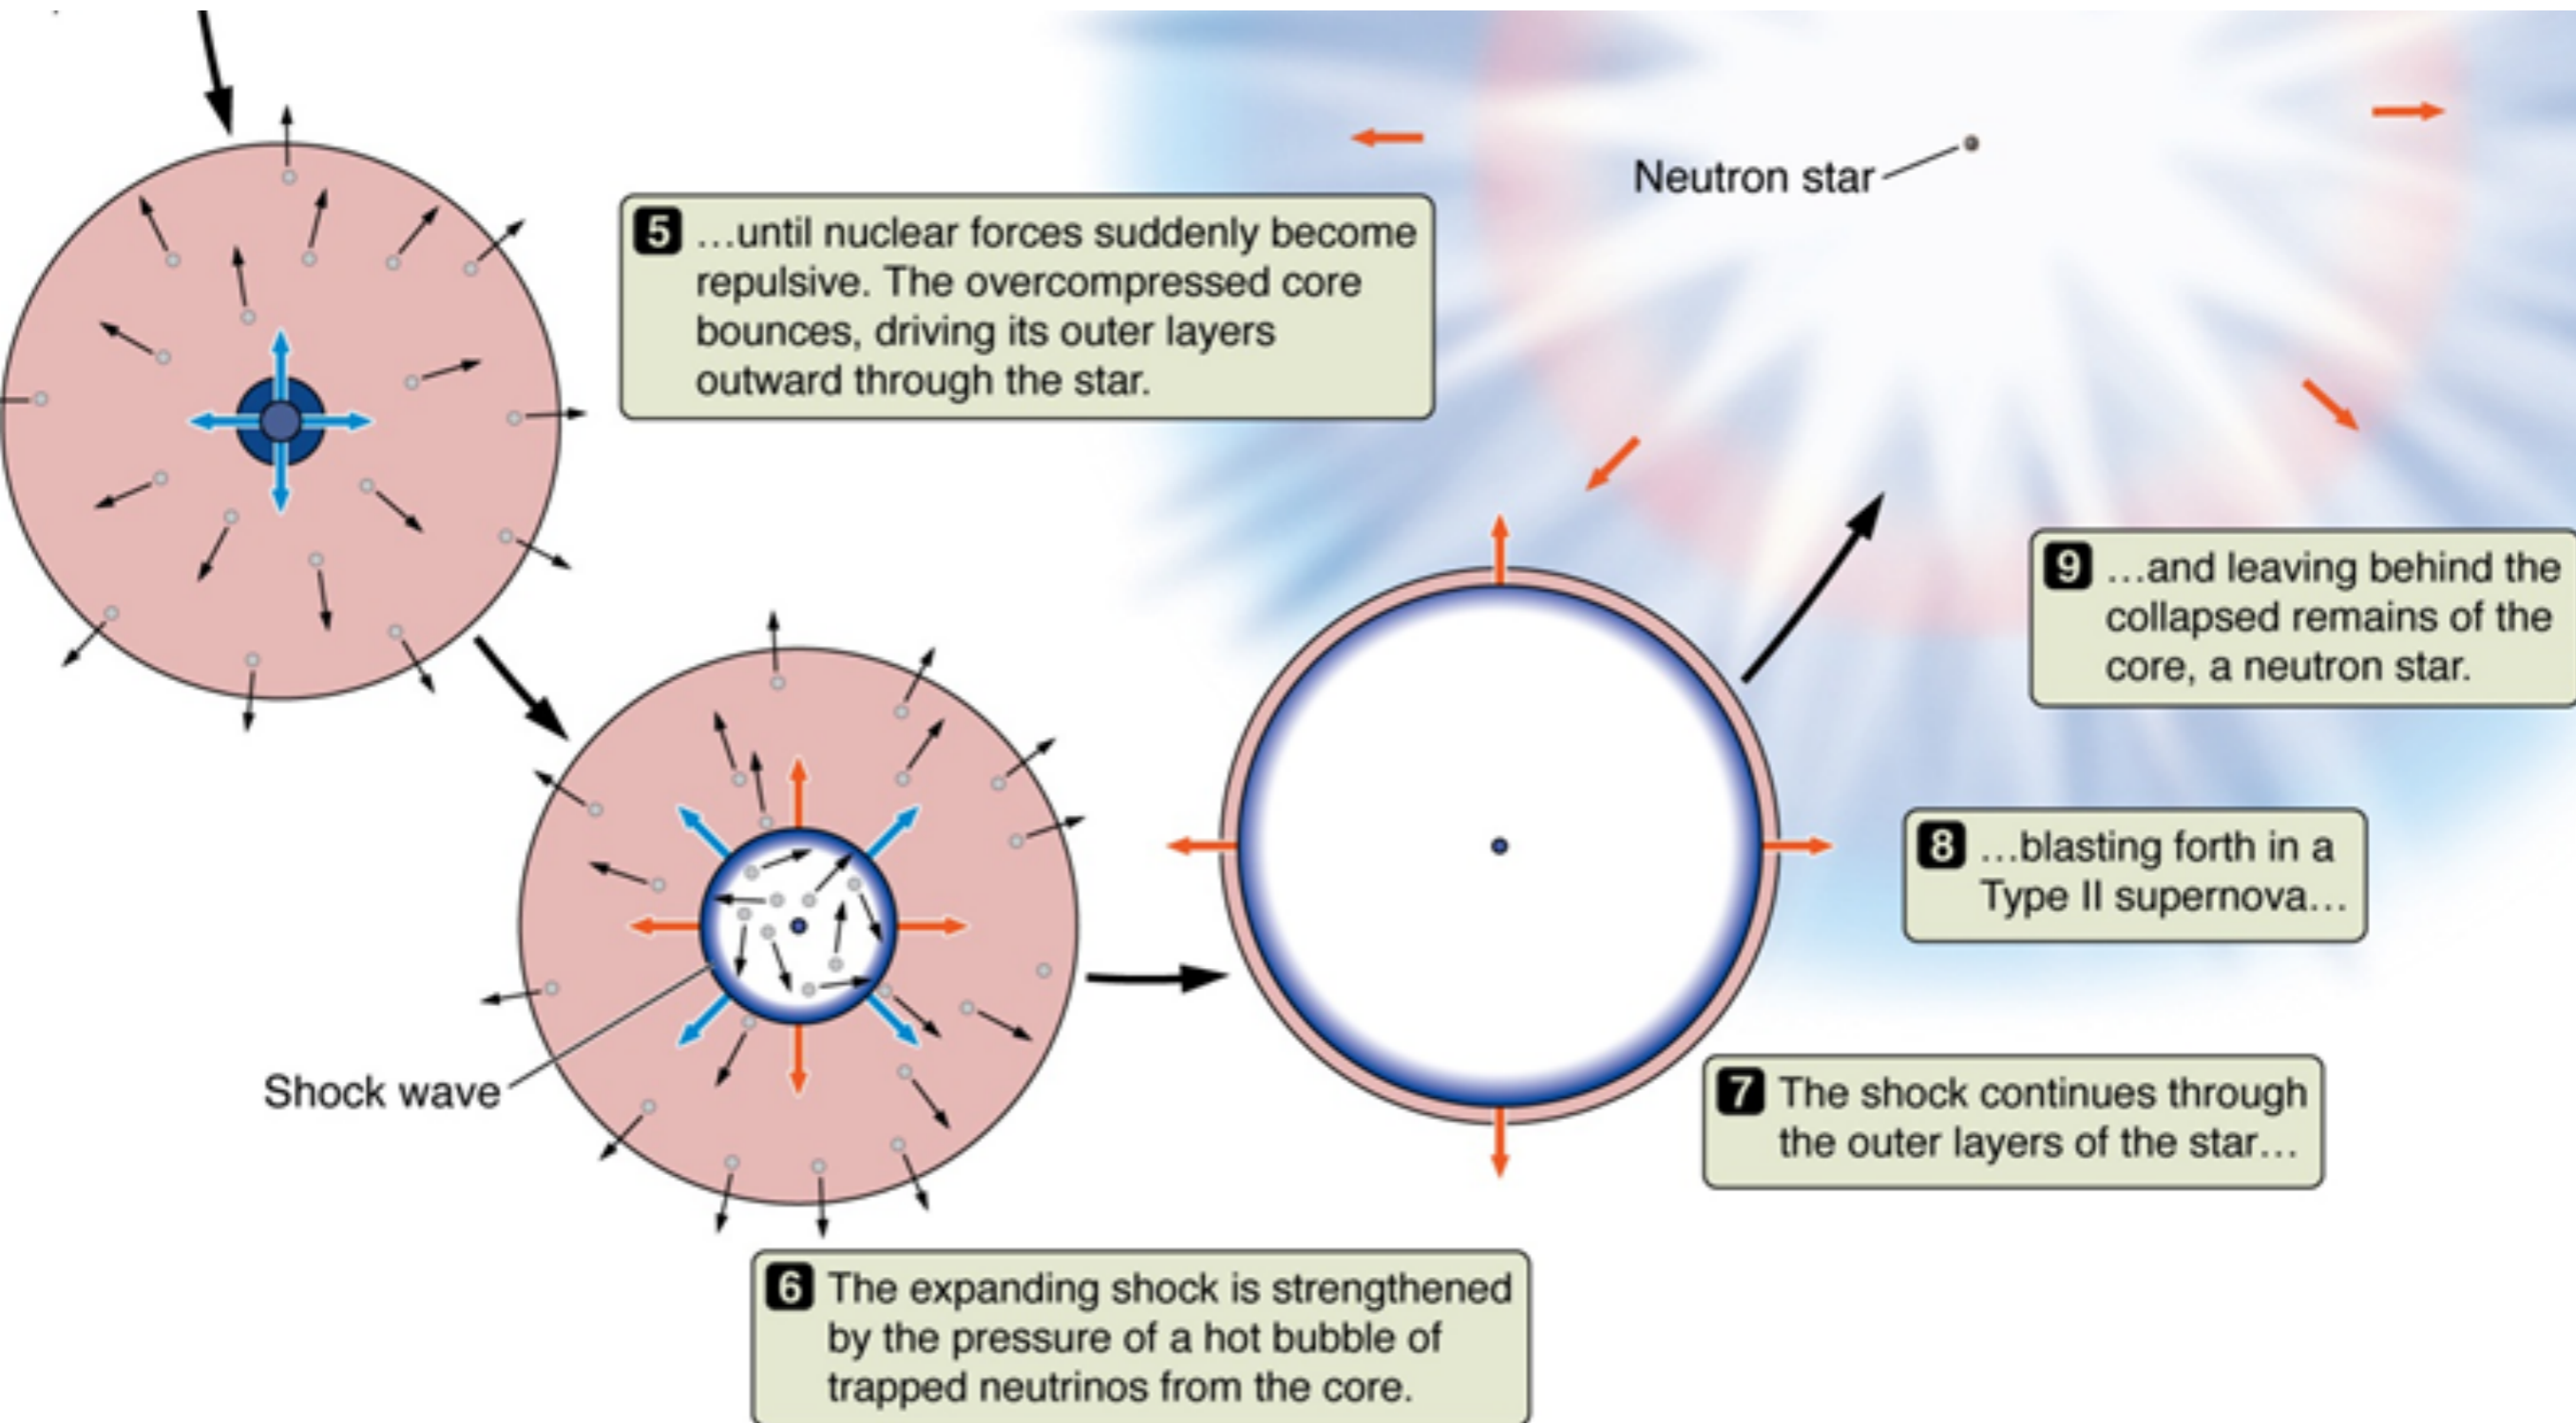 Neutron star
5 …until nuclear forces suddenly become
repulsive. The overcompressed core
bounces, driving its outer layers
outward through the star.
9 …and leaving behind the
collapsed remains of the
core, a neutron star.
8 …blasting forth in a
Type II supernova…
7 The shock continues through
the outer layers of the star…
Shock wave
6 The expanding shock is strengthened
by the pressure of a hot bubble of
trapped neutrinos from the core.